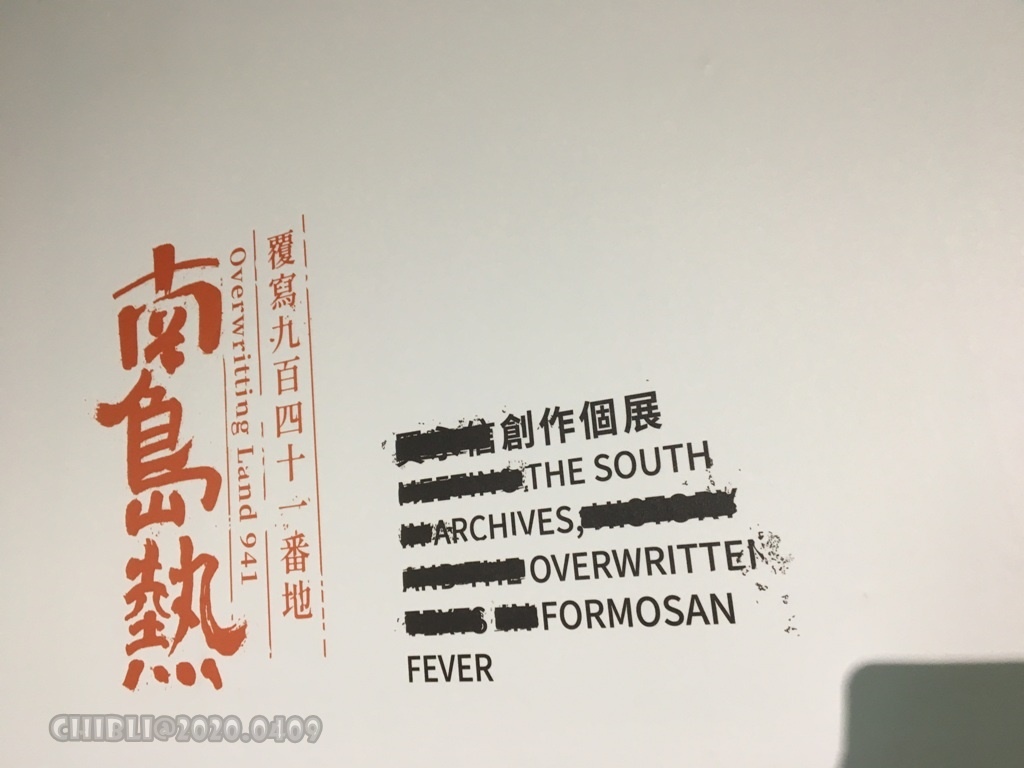 南島熱
Overwritting Land 941
覆寫九百四十一番地
創作個展
THE SOUTH
ARCHIVES,
OVERWRITTEN
FORMOSAN
FEVER
CHIBLI@2020.0409